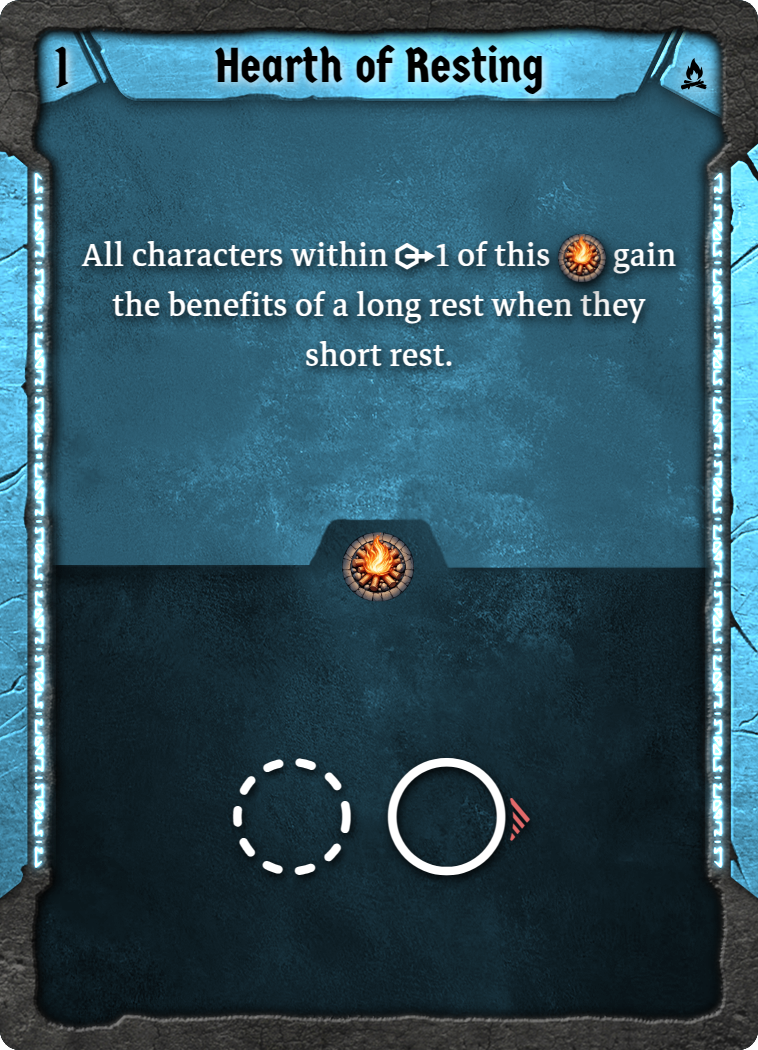 1
Hearth of Resting
All characters within 1 of this gain
the benefits of a long rest when they
short rest.